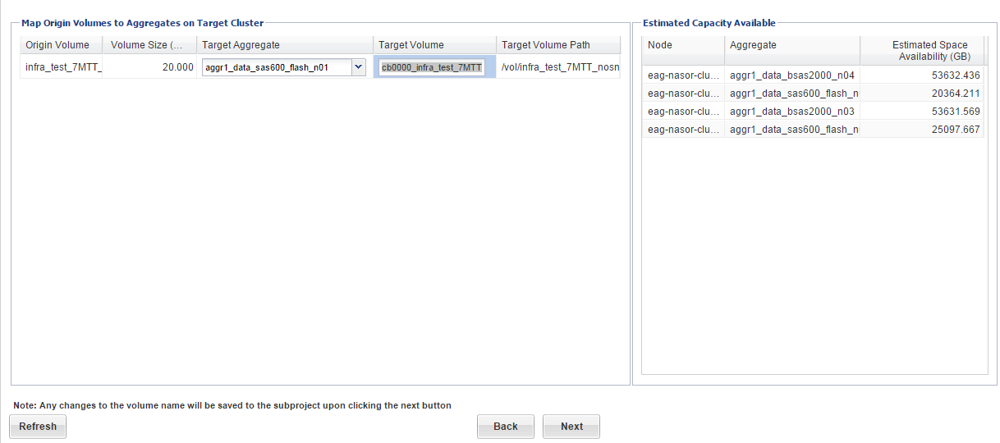 Map Origin Volumes to Aggregates on Target Cluster
Origin Volume Volume Size (... Target Aggregate Target Volume Target Volume Path
infra_test_7MTT_ 20.000 aggr1_data_sas600_flash_n01 cb0000_infra_test_7MTT /vol/infra_test_7MTT_nosn
Estimated Capacity Available
Node Aggregate Estimated Space
Availability (GB)
eag-nasor-clu... aggr1_data_bsas2000_n04 53632.436
eag-nasor-clu... aggr1_data_sas600_flash_n 20364.211
eag-nasor-clu... aggr1_data_bsas2000_n03 53631.569
eag-nasor-clu... aggr1_data_sas600_flash_n 25097.667
Note: Any changes to the volume name will be saved to the subproject upon clicking the next button
Refresh Back Next